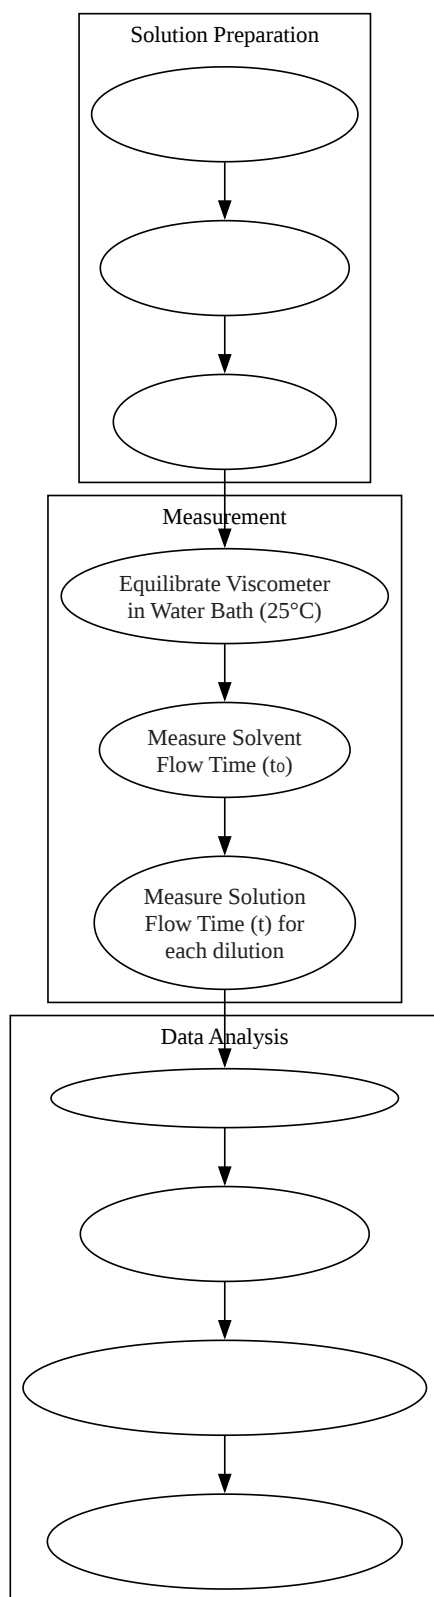 Solution Preparation
Measurement
Equilibrate Viscometer
in Water Bath (25°C)
Measure Solvent
Flow Time (t₀)
Measure Solution
Flow Time (t) for
each dilution
Data Analysis